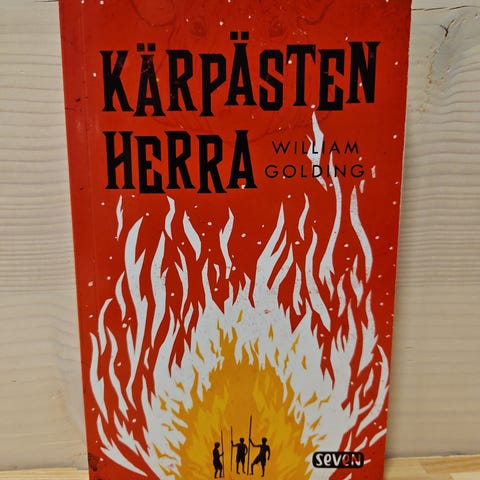 KÄRPÄSTEN
HERRA
WILLIAM
GOLDING
seven